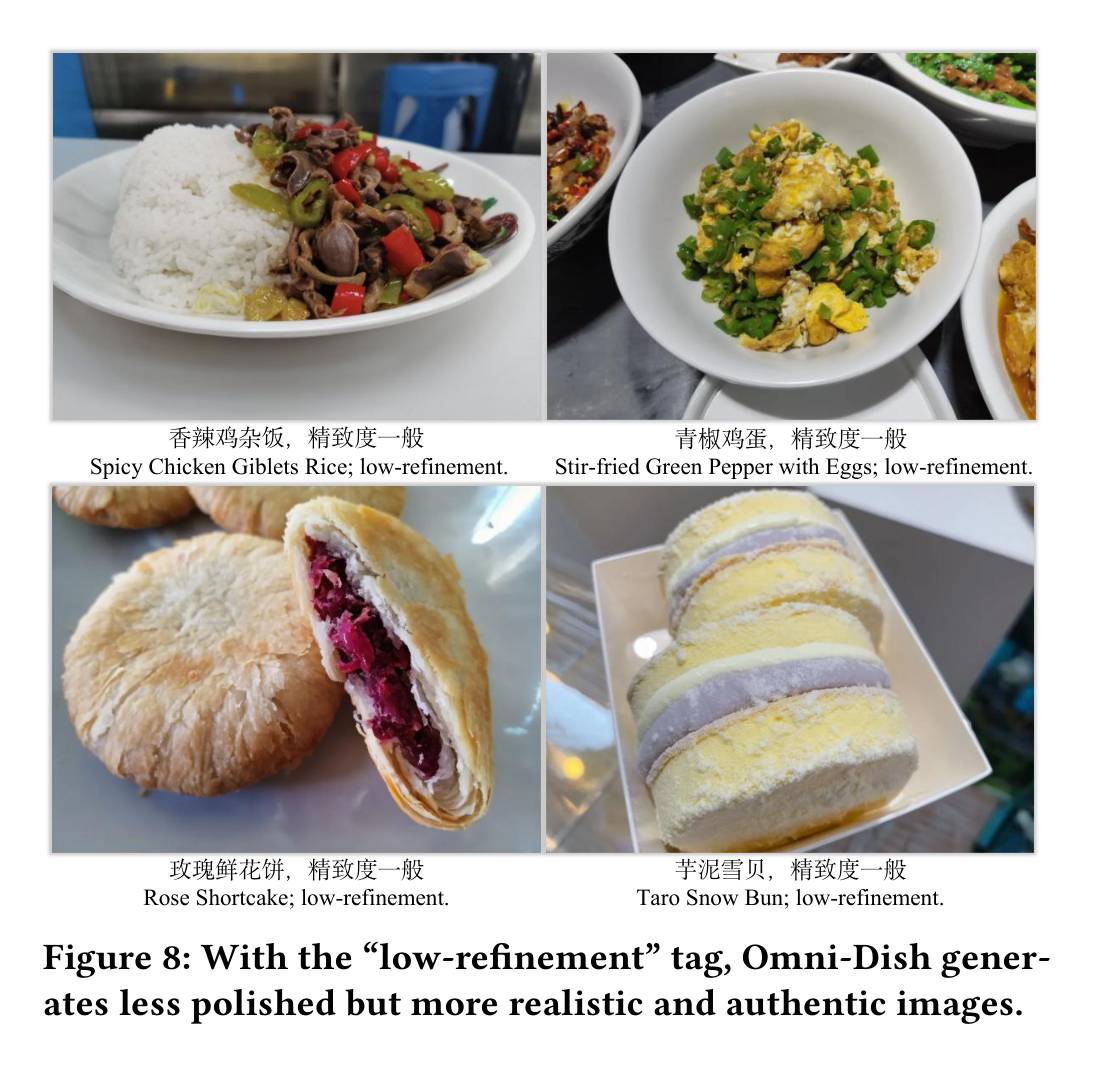 香辣鸡杂饭，精致度一般
Spicy Chicken Giblets Rice; low-refinement.
青椒鸡蛋，精致度一般
Stir-fried Green Pepper with Eggs; low-refinement.
玫瑰鲜花饼，精致度一般
Rose Shortcake; low-refinement.
芋泥雪贝，精致度一般
Taro Snow Bun; low-refinement.
Figure 8: With the “low-refinement” tag, Omni-Dish gener-
ates less polished but more realistic and authentic images.